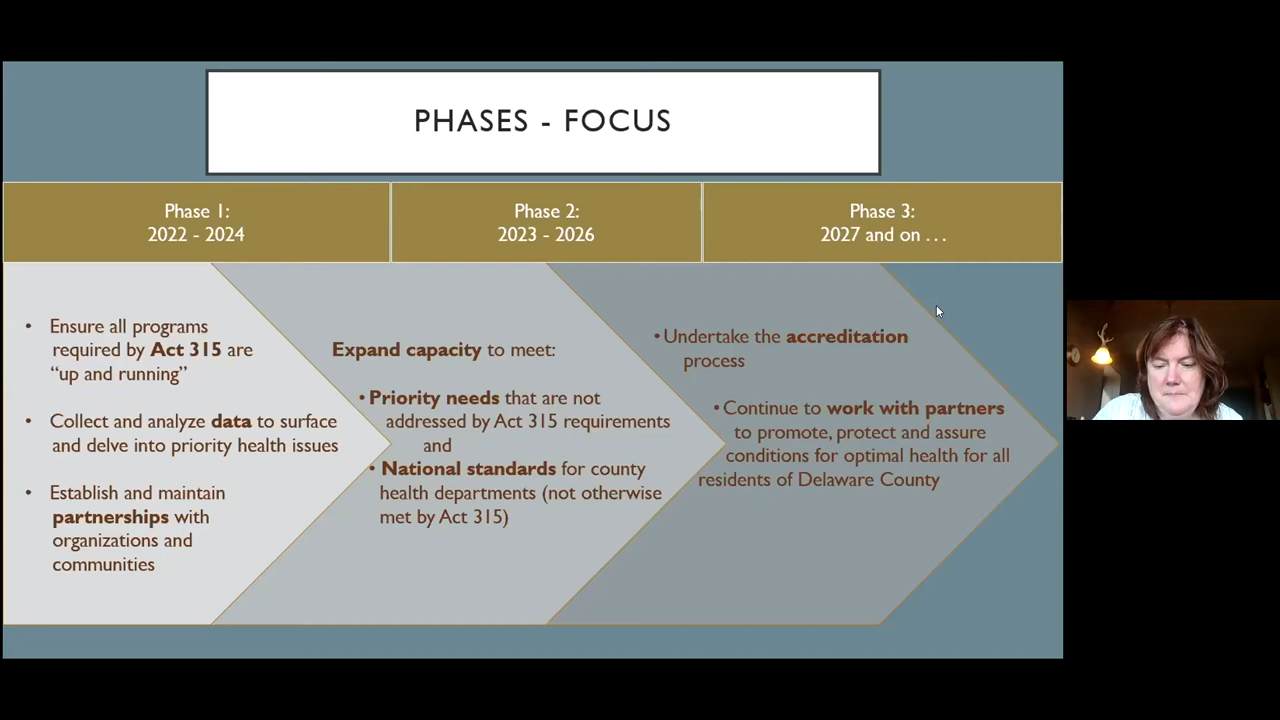 PHASES - FOCUS
Phase 1:
2022 - 2024
Phase 2:
2023 - 2026
Phase 3:
2027 and on . . .
• Ensure all programs
required by Act 315 are
“up and running”
• Collect and analyze data to surface
and delve into priority health issues
• Establish and maintain
partnerships with
organizations and
communities
Expand capacity to meet:
• Priority needs that are not
addressed by Act 315 requirements
and
• National standards for county
health departments (not otherwise
met by Act 315)
• Undertake the accreditation
process
• Continue to work with partners
to promote, protect and assure
conditions for optimal health for all
residents of Delaware County